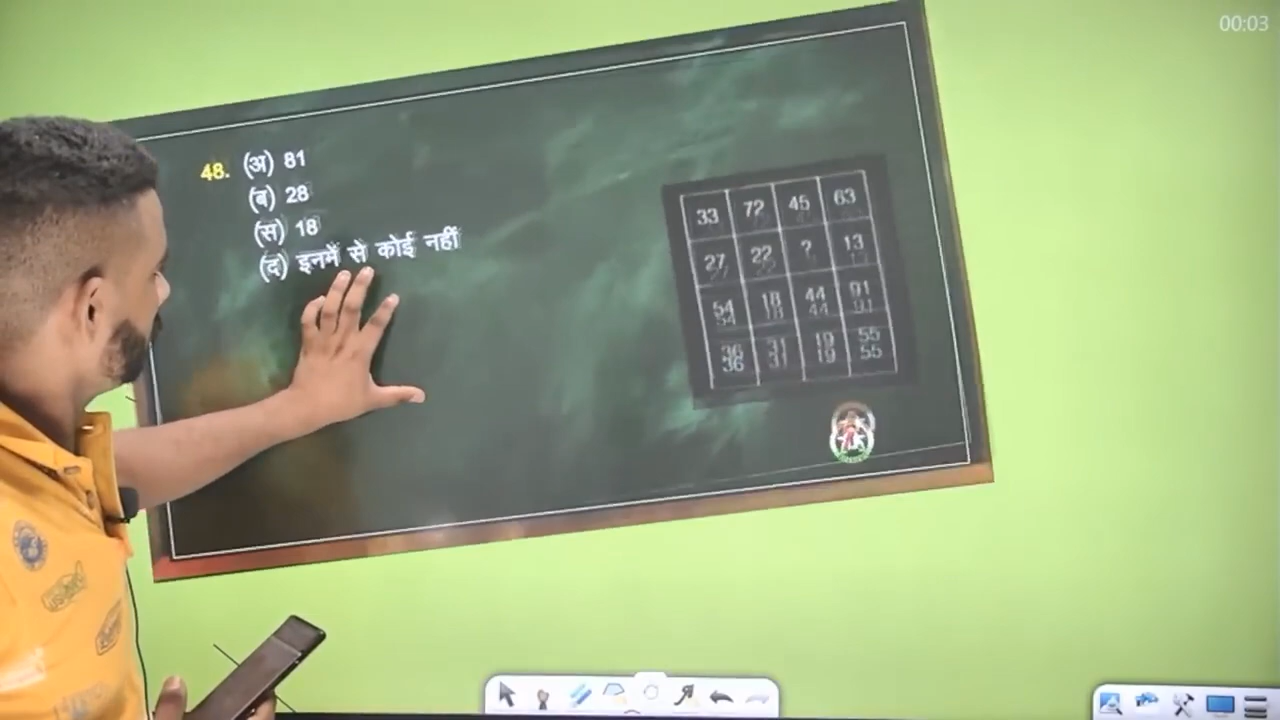 00:03
48. (अ) 81
(ब) 28
(स) 18
(द) इनमें से कोई नहीं
33 72 45 63
27 22 ? 13
54 18 44 91
36 31 19 55